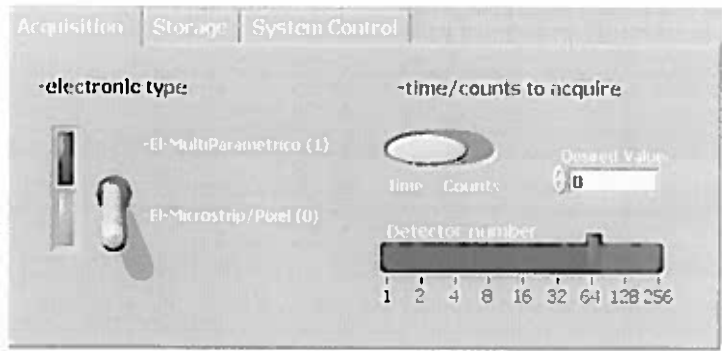 Acquisition Storage System Control
-electronic type
-El-MultiParametrico (1)
-El-Microstrip/Pixel (0)
-time/counts to acquire
Time Counts
Desired Value
0
Detector number
1 2 4 8 16 32 64 128 256